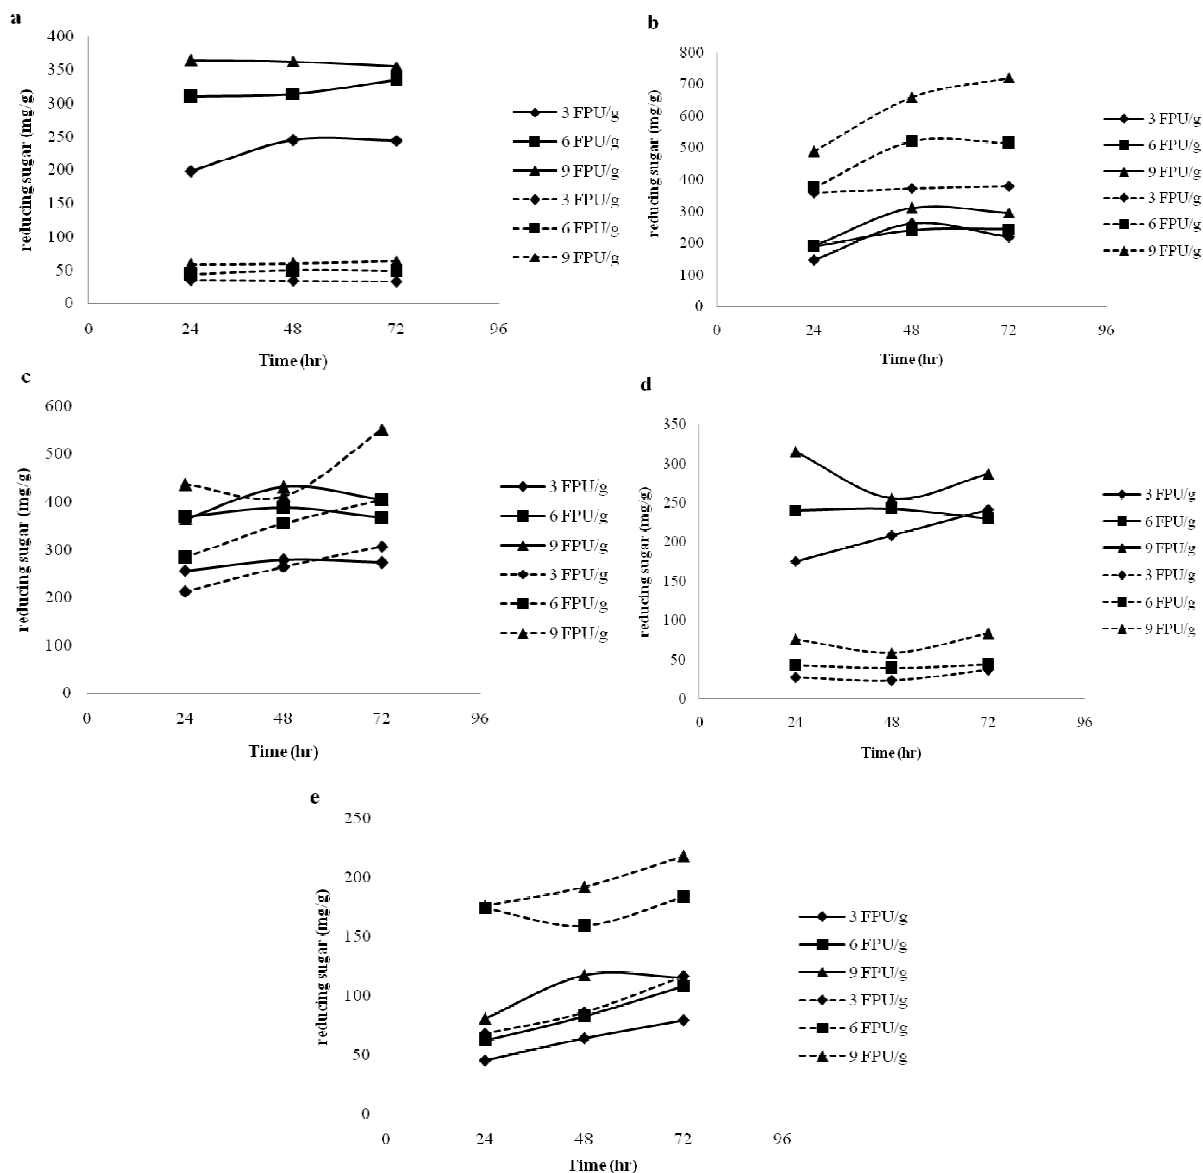 a
400
350
300
250
200
150
100
50
0
reducing sugar (mg/g)
0 24 48 72 96
Time (hr)
3 FPU/g
6 FPU/g
9 FPU/g
3 FPU/g
6 FPU/g
9 FPU/g
b
800
700
600
500
400
300
200
100
0
reducing sugar (mg/g)
0 24 48 72 96
Time (hr)
3 FPU/g
6 FPU/g
9 FPU/g
3 FPU/g
6 FPU/g
9 FPU/g
c
600
500
400
300
200
100
0
reducing sugar (mg/g)
0 24 48 72 96
Time (hr)
3 FPU/g
6 FPU/g
9 FPU/g
3 FPU/g
6 FPU/g
9 FPU/g
d
350
300
250
200
150
100
50
0
reducing sugar (mg/g)
0 24 48 72 96
Time (hr)
3 FPU/g
6 FPU/g
9 FPU/g
3 FPU/g
6 FPU/g
9 FPU/g
e
250
200
150
100
50
0
reducing sugar (mg/g)
0 24 48 72 96
Time (hr)
3 FPU/g
6 FPU/g
9 FPU/g
3 FPU/g
6 FPU/g
9 FPU/g